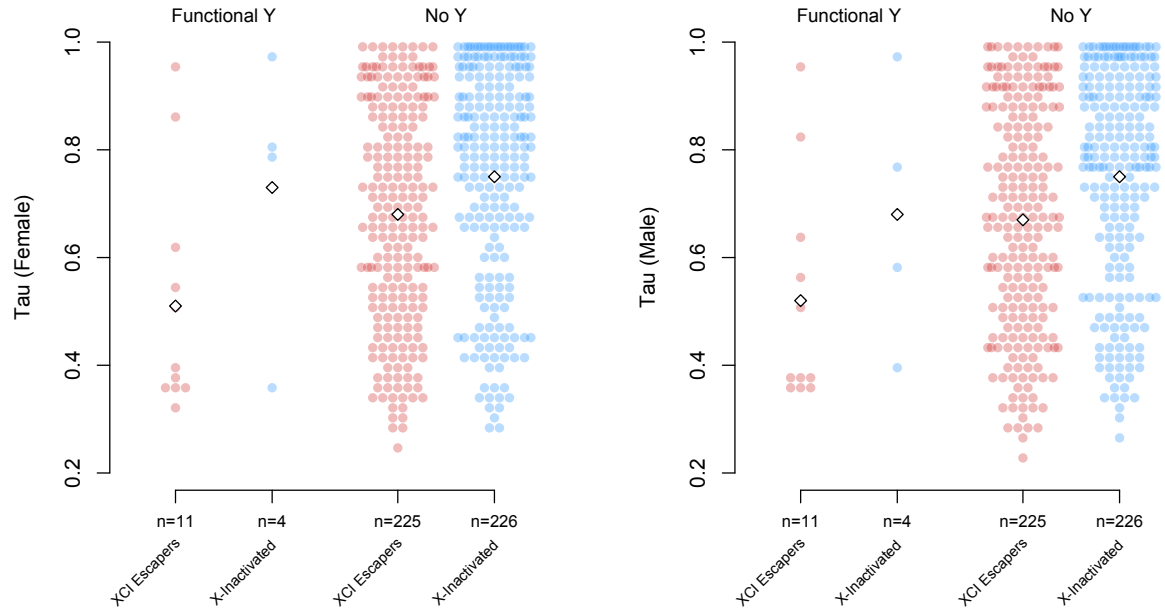 Functional Y No Y
Tau (Female)
1.0
0.8
0.6
0.4
0.2
n=11 n=4 n=225 n=226
XCI Escapers X-Inactivated XCI Escapers X-Inactivated
Functional Y No Y
Tau (Male)
1.0
0.8
0.6
0.4
0.2
n=11 n=4 n=225 n=226
XCI Escapers X-Inactivated XCI Escapers X-Inactivated